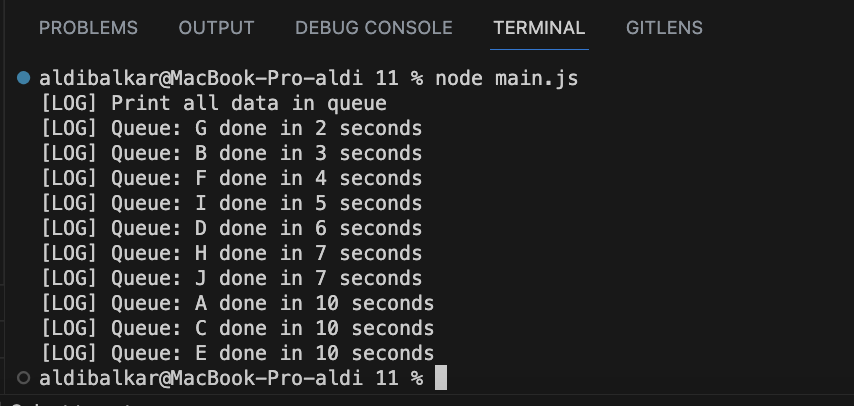 PROBLEMS OUTPUT DEBUG CONSOLE TERMINAL GITLENS
aldibalkar@MacBook-Pro-aldi 11 % node main.js
[LOG] Print all data in queue
[LOG] Queue: G done in 2 seconds
[LOG] Queue: B done in 3 seconds
[LOG] Queue: F done in 4 seconds
[LOG] Queue: I done in 5 seconds
[LOG] Queue: D done in 6 seconds
[LOG] Queue: H done in 7 seconds
[LOG] Queue: J done in 7 seconds
[LOG] Queue: A done in 10 seconds
[LOG] Queue: C done in 10 seconds
[LOG] Queue: E done in 10 seconds
aldibalkar@MacBook-Pro-aldi 11 %